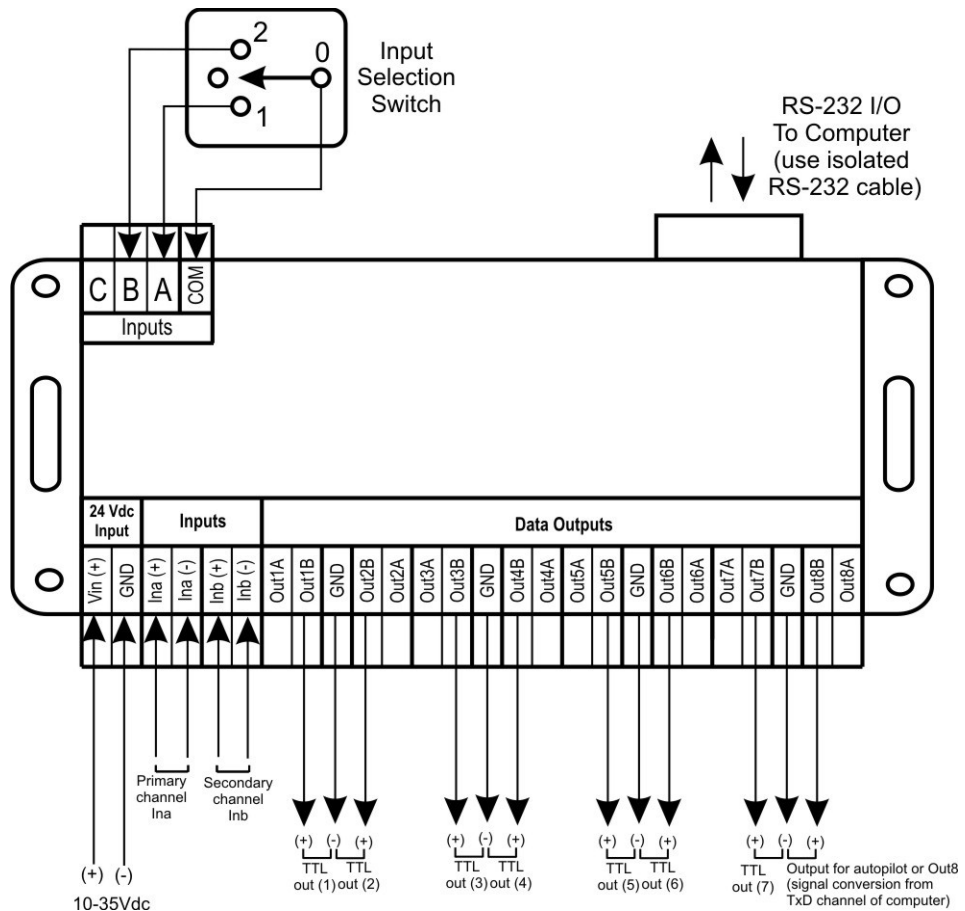 2
0
1
Input
Selection
Switch
RS-232 I/O
To Computer
(use isolated
RS-232 cable)
C B A COM
Inputs
24 Vdc
Input
Inputs
Data Outputs
Vin (+)
GND
Ina (+)
Ina (-)
Inb (+)
Inb (-)
Out1A
Out1B
GND
Out2B
Out2A
Out3A
Out3B
GND
Out4B
Out4A
Out5A
Out5B
GND
Out6B
Out6A
Out7A
Out7B
GND
Out8B
Out8A
Primary
channel
Ina
Secondary
channel
Inb
(+) (-)
10-35Vdc
(+) (-) (+)
TTL
out (1)
TTL
out (2)
(+) (-) (+)
TTL
out (3)
TTL
out (4)
(+) (-) (+)
TTL
out (5)
TTL
out (6)
(+) (-) (+)
TTL
out (7)
Output for autopilot or Out8
(signal conversion from
TxD channel of computer)